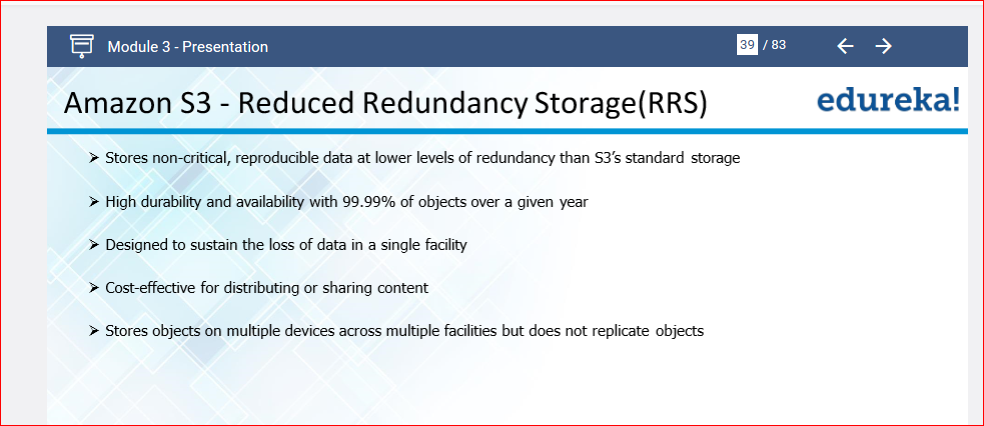 Module 3 - Presentation
39 / 83
Amazon S3 - Reduced Redundancy Storage(RRS)
edureka!
➢ Stores non-critical, reproducible data at lower levels of redundancy than S3’s standard storage
➢ High durability and availability with 99.99% of objects over a given year
➢ Designed to sustain the loss of data in a single facility
➢ Cost-effective for distributing or sharing content
➢ Stores objects on multiple devices across multiple facilities but does not replicate objects